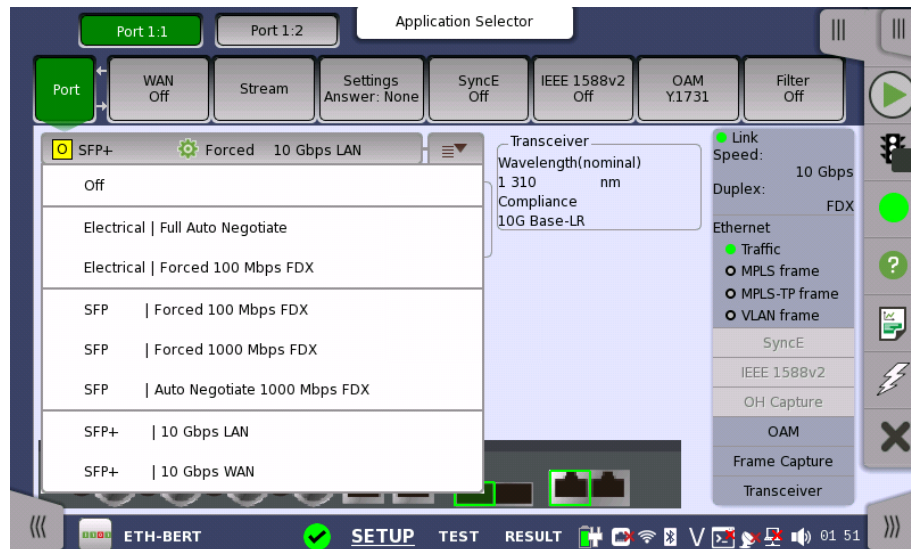 Application Selector
Port 1:1
Port 1:2
Port
WAN
Off
Stream
Settings
Answer: None
SyncE
Off
IEEE 1588v2
Off
OAM
Y.1731
Filter
Off
O SFP+ Forced 10 Gbps LAN
Off
Electrical | Full Auto Negotiate
Electrical | Forced 100 Mbps FDX
SFP | Forced 100 Mbps FDX
SFP | Forced 1000 Mbps FDX
SFP | Auto Negotiate 1000 Mbps FDX
SFP+ | 10 Gbps LAN
SFP+ | 10 Gbps WAN
Transceiver
Wavelength(nominal)
1 310 nm
Compliance
10G Base-LR
Link
Speed:
10 Gbps
Duplex:
FDX
Ethernet
Traffic
MPLS frame
MPLS-TP frame
VLAN frame
SyncE
IEEE 1588v2
OH Capture
OAM
Frame Capture
Transceiver
ETH-BERT
SETUP TEST RESULT
V
01 51